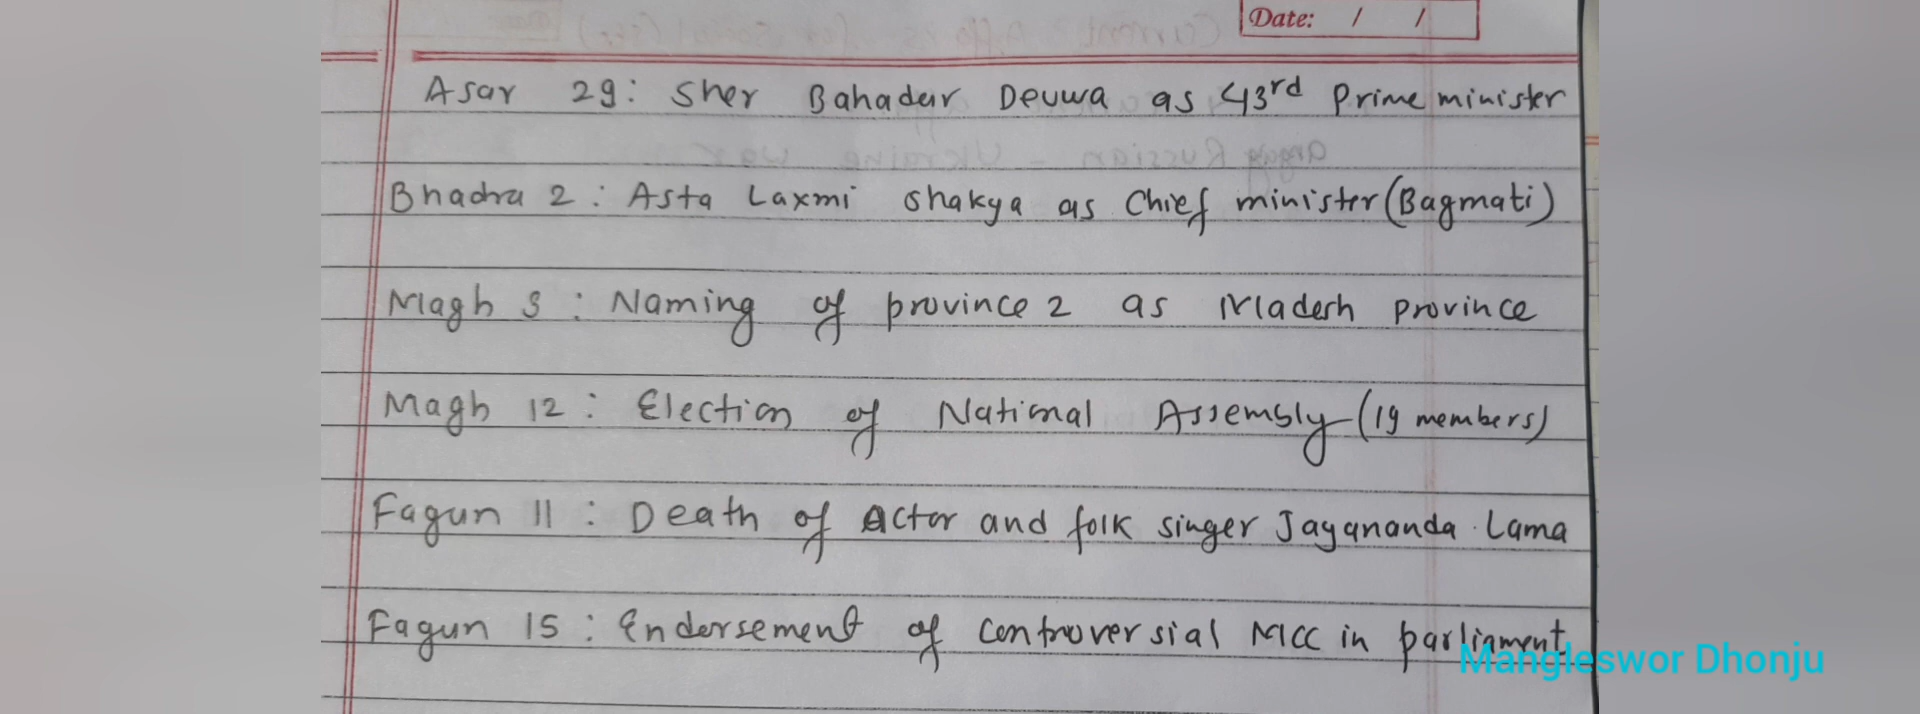 Date: / /
Asar 29: Sher Bahadur Deuwa as 43rd Prime minister
Bhadra 2: Asta Laxmi shakya as Chief minister (Bagmati)
Magh 3: Naming of province 2 as Madesh province
Magh 12: Election of National Assembly (19 members)
Fagun 11: Death of Actor and folk singer Jayananda Lama
Fagun 15: Endorsement of controversial MCC in parliament
Mangleswor Dhonju